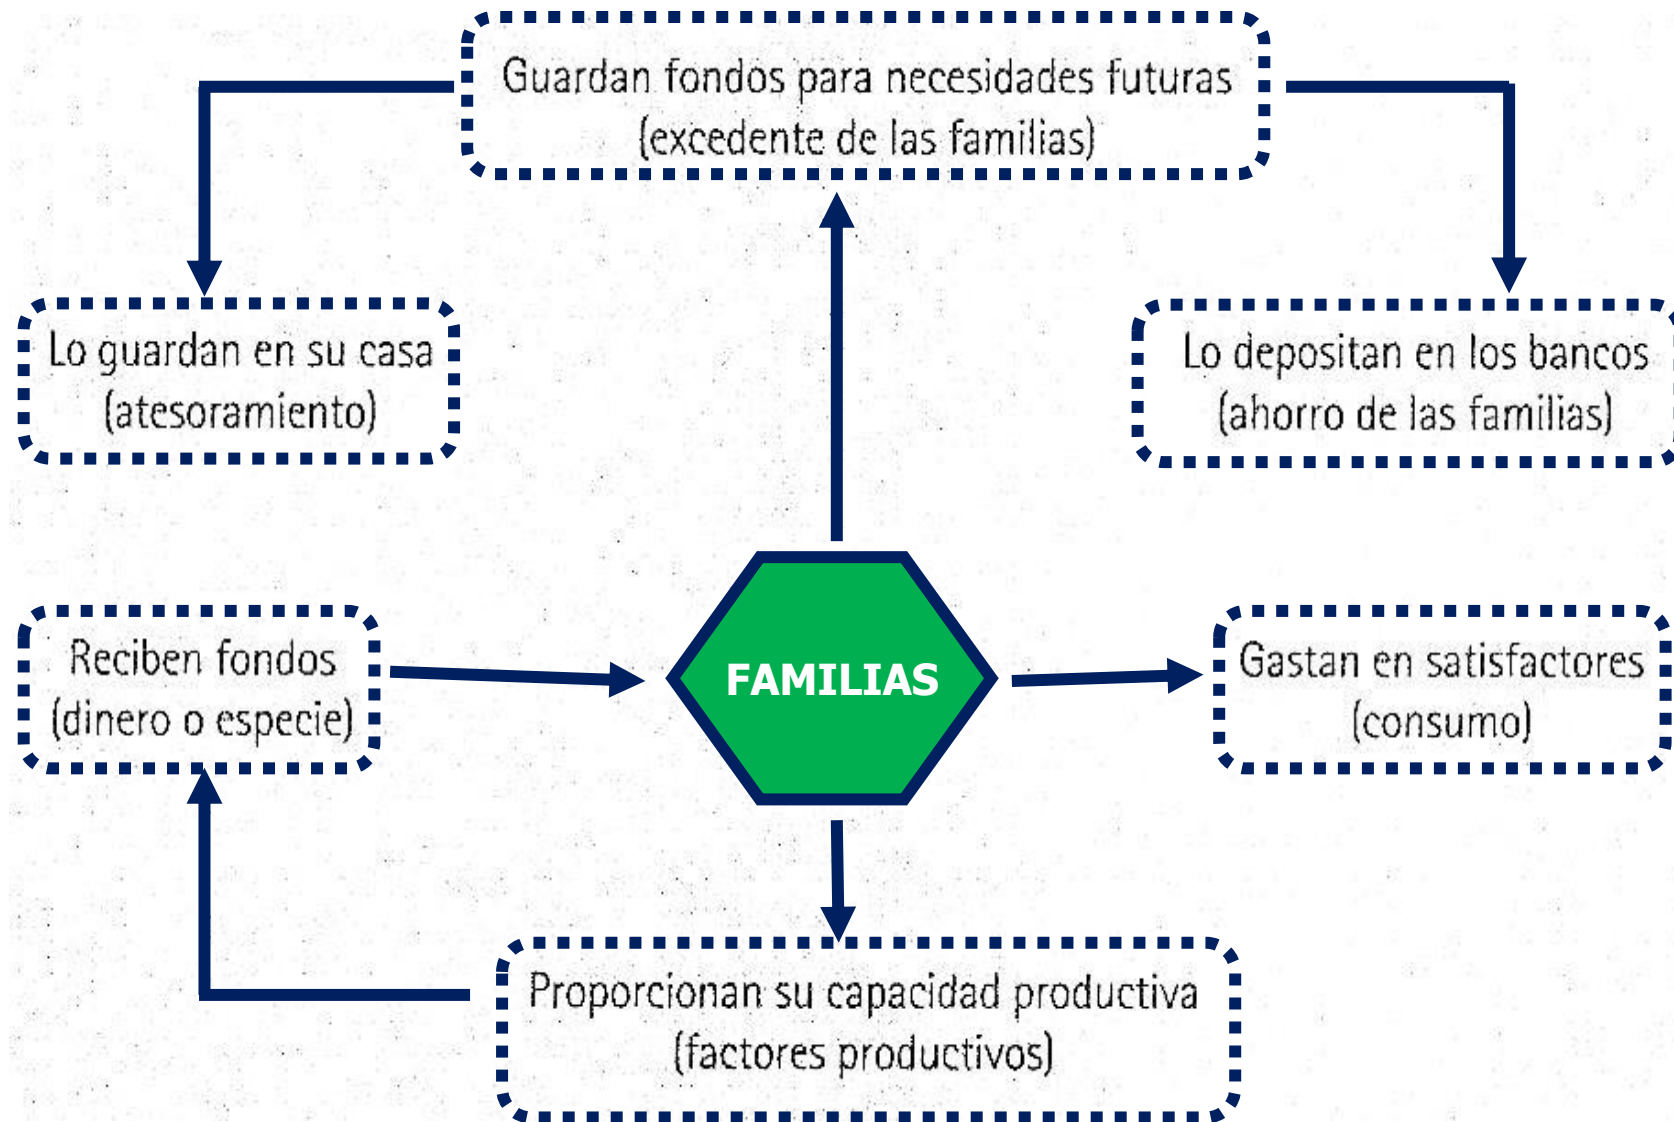 Guardan fondos para necesidades futuras
(excedente de las familias)
Lo guardan en su casa
(atesoramiento)
Lo depositan en los bancos
(ahorro de las familias)
Reciben fondos
(dinero o especie)
FAMILIAS
Gastan en satisfactores
(consumo)
Proporcionan su capacidad productiva
(factores productivos)